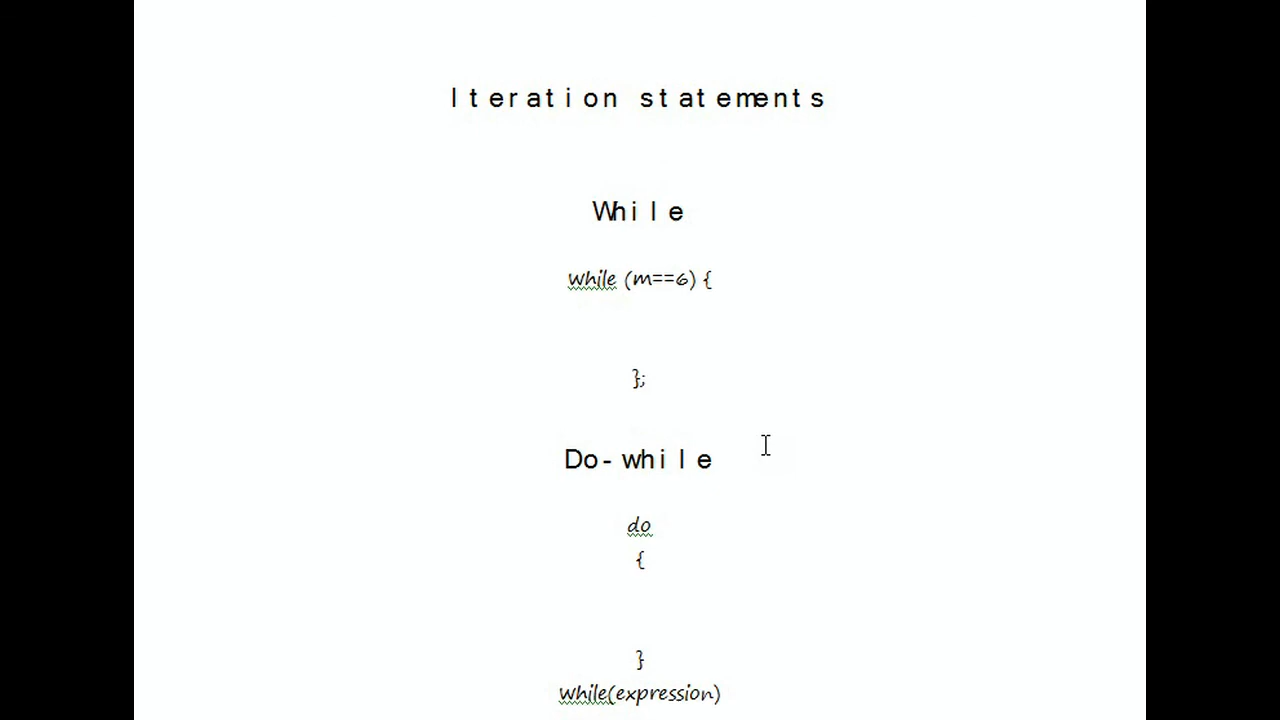 Iteration statements
While
while (m==6) {
};
Do-while
do
{
}
while(expression)